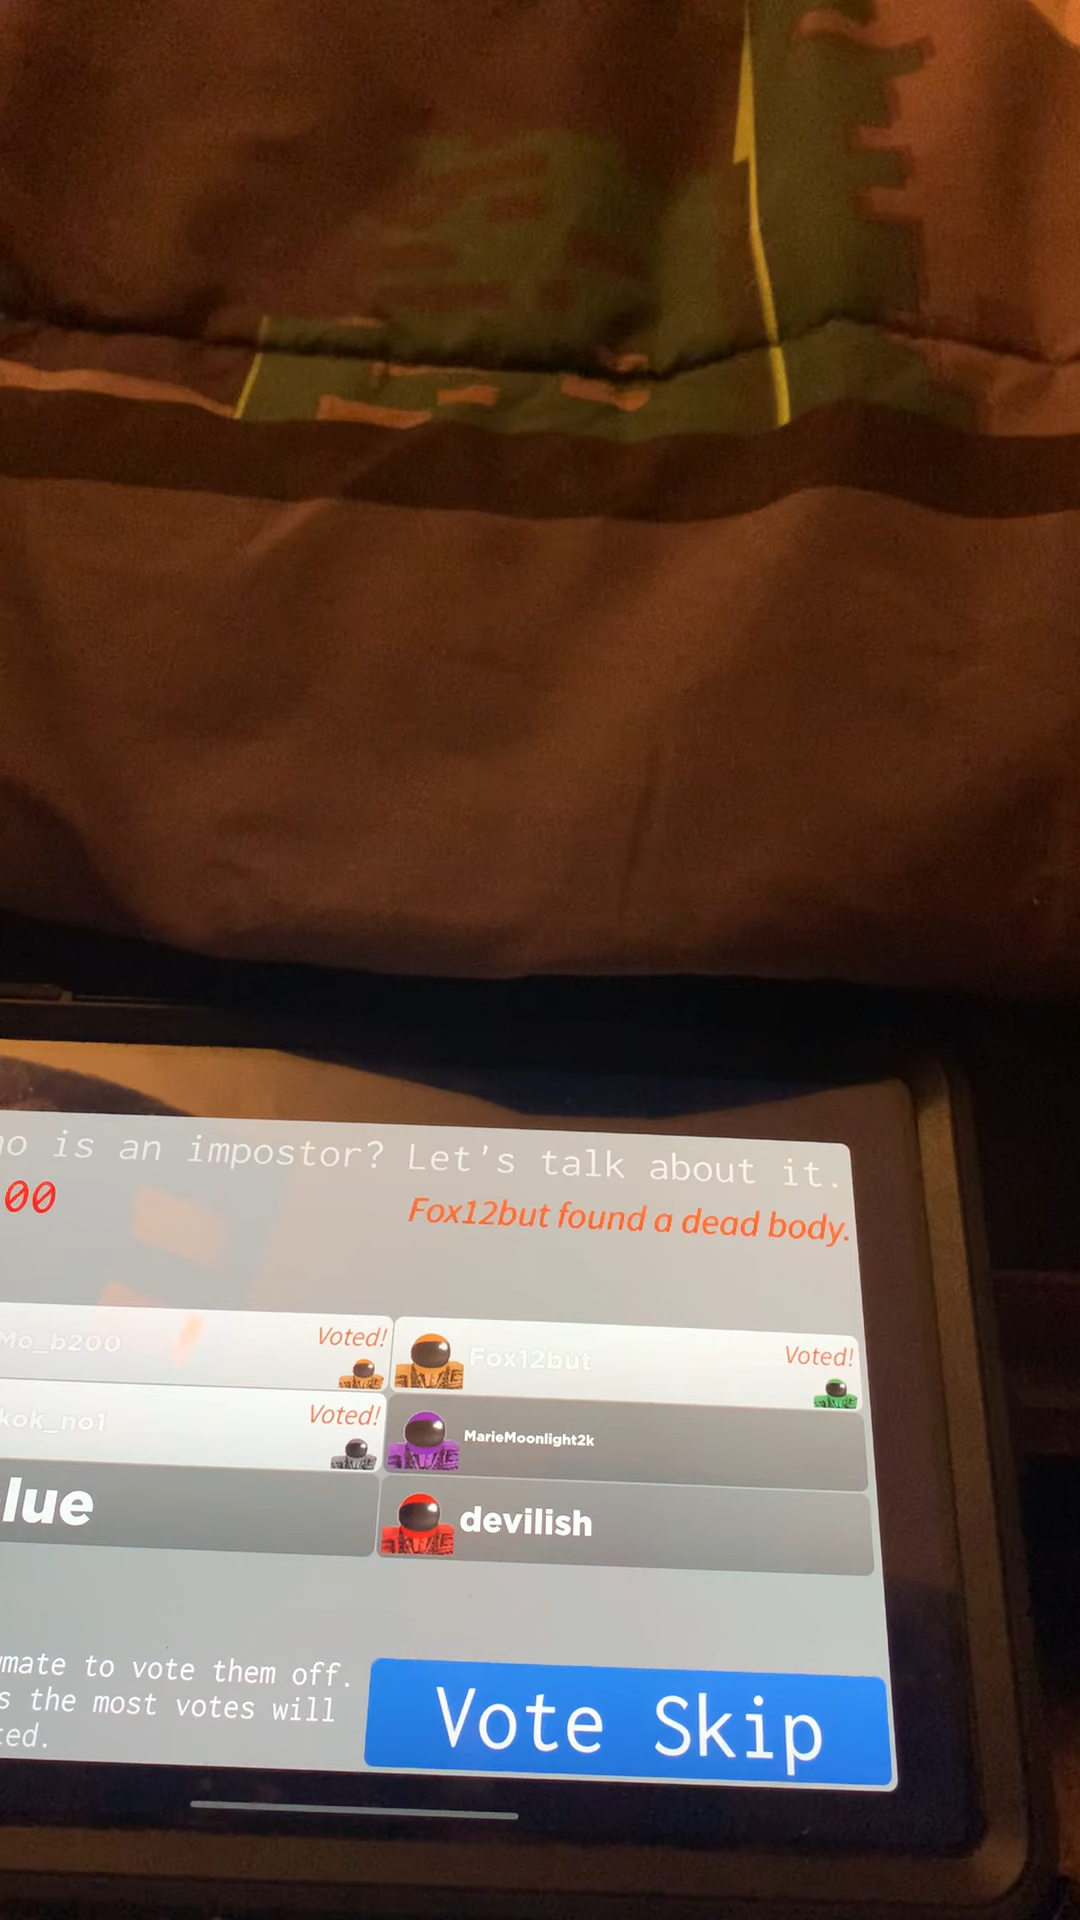 is an impostor? Let's talk about it.
00
Fox12but found a dead body.
Mo_b200 Voted!
Fox12but Voted!
kok_no1 Voted!
MarieMoonlight2k
lue
devilish
mate to vote them off.
s the most votes will
ted.
Vote Skip